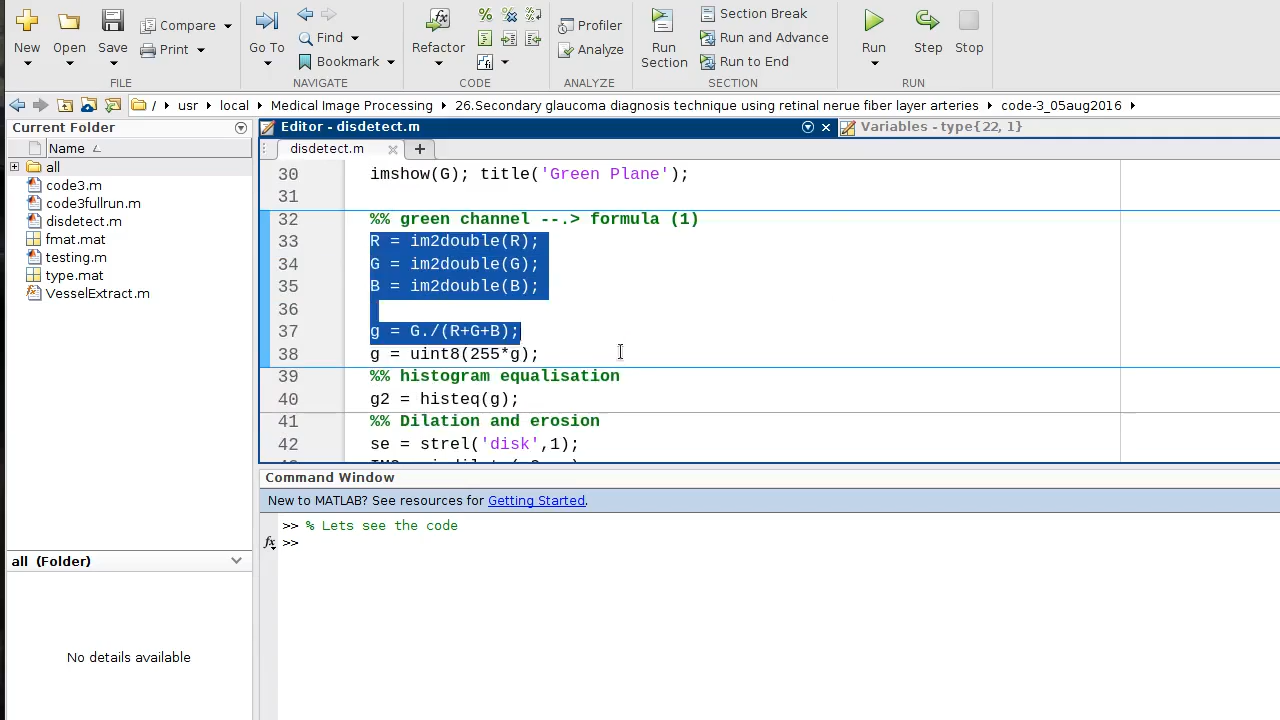 New
Open
Save
Compare
Print
FILE
Go To
Find
Bookmark
NAVIGATE
Refactor
CODE
Profiler
Analyze
ANALYZE
Run
Section
Section Break
Run and Advance
Run to End
SECTION
Run
Step
Stop
RUN
/ usr local Medical Image Processing 26.Secondary glaucoma diagnosis technique using retinal nerue fiber layer arteries code-3_05aug2016
Current Folder
Name
all
code3.m
code3fullrun.m
disdetect.m
fmat.mat
testing.m
type.mat
VesselExtract.m
all (Folder)
No details available
Editor - disdetect.m
Variables - type{22, 1}
disdetect.m
30 imshow(G); title('Green Plane');
31
32 %% green channel --.> formula (1)
33 R = im2double(R);
34 G = im2double(G);
35 B = im2double(B);
36
37 g = G./(R+G+B);
38 g = uint8(255*g);
39 %% histogram equalisation
40 g2 = histeq(g);
41 %% Dilation and erosion
42 se = strel('disk',1);
Command Window
New to MATLAB? See resources for Getting Started.
>> % Lets see the code
fx >>